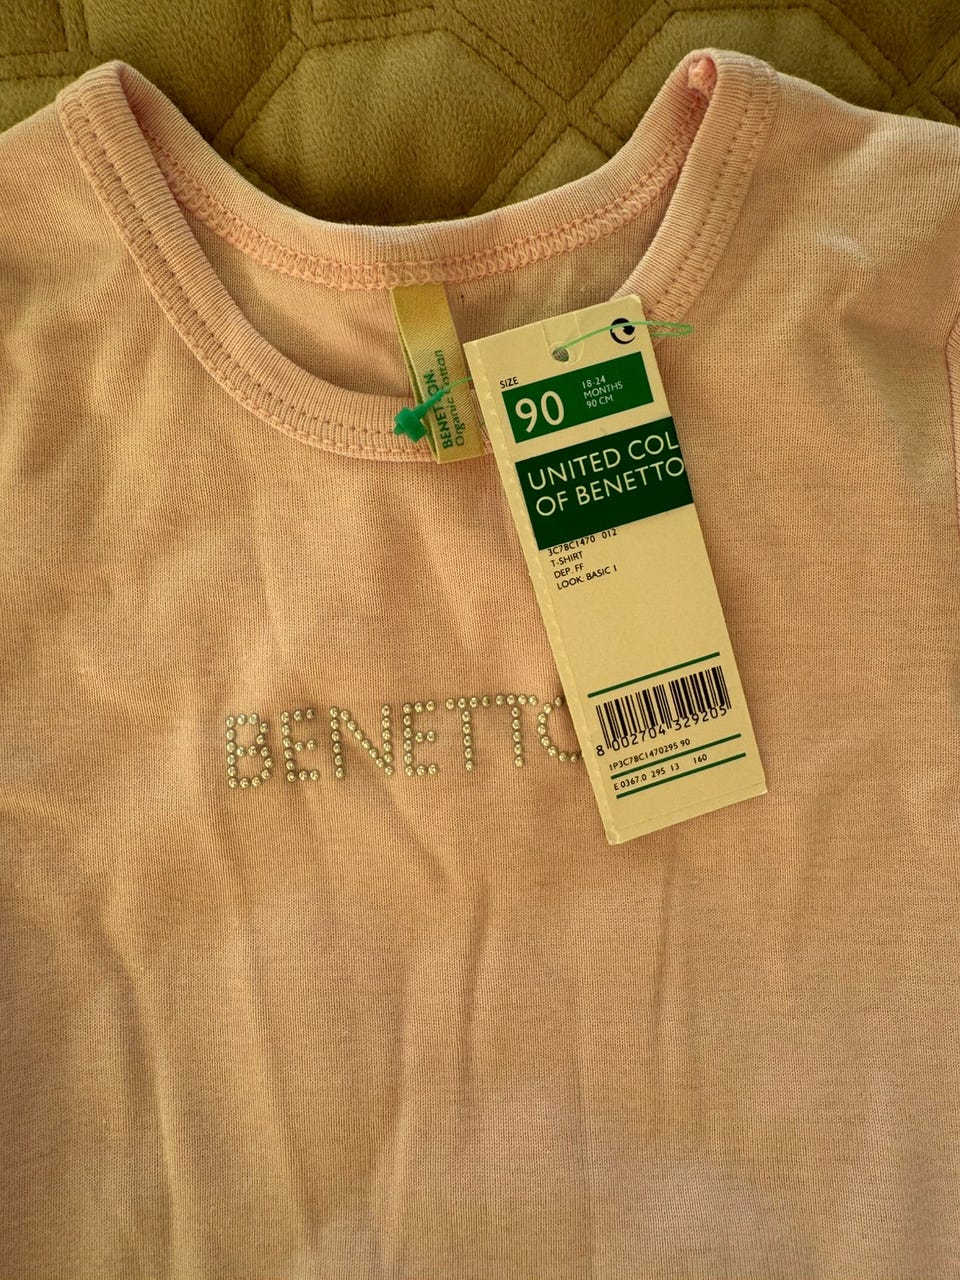 BENETTON.
Organic cotton
SIZE
90
18-24
MONTHS
90 CM
UNITED COL
OF BENETTO
3C78C1470 012
T-SHIRT
DEP. FF
LOOK. BASIC 1
BENETTO
8 002704 329205
1P3C78C1470295 90
E 0367.0 295 13 160